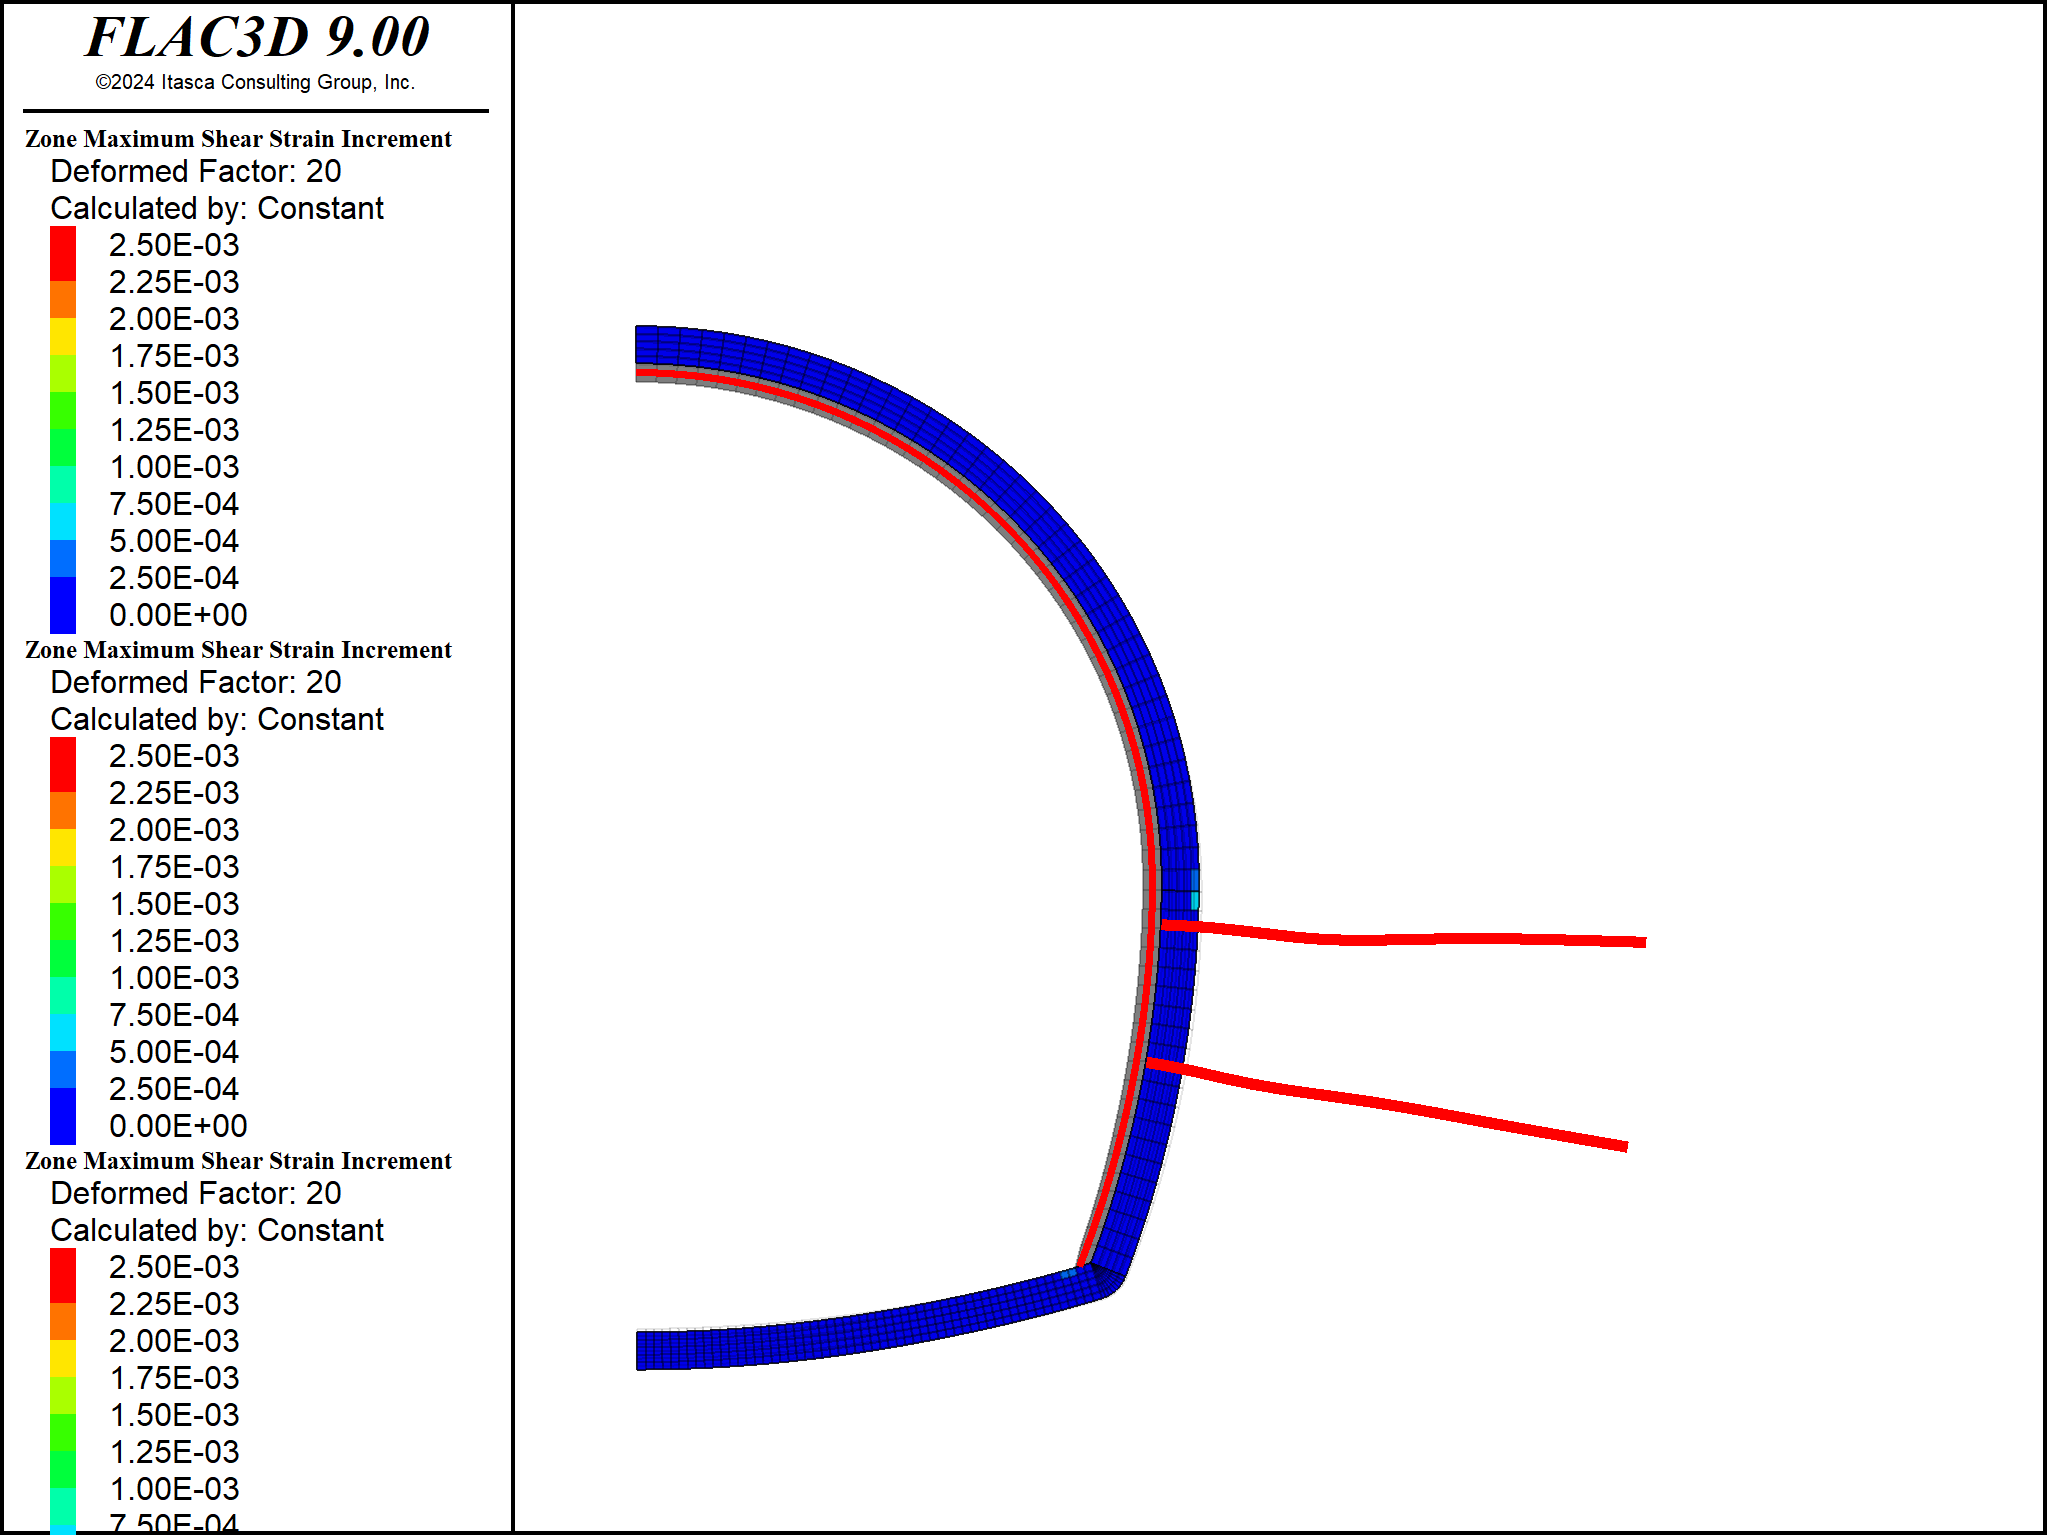 FLAC3D 9.00
©2024 Itasca Consulting Group, Inc.
Zone Maximum Shear Strain Increment
Deformed Factor: 20
Calculated by: Constant
2.50E-03
2.25E-03
2.00E-03
1.75E-03
1.50E-03
1.25E-03
1.00E-03
7.50E-04
5.00E-04
2.50E-04
0.00E+00
Zone Maximum Shear Strain Increment
Deformed Factor: 20
Calculated by: Constant
2.50E-03
2.25E-03
2.00E-03
1.75E-03
1.50E-03
1.25E-03
1.00E-03
7.50E-04
5.00E-04
2.50E-04
0.00E+00
Zone Maximum Shear Strain Increment
Deformed Factor: 20
Calculated by: Constant
2.50E-03
2.25E-03
2.00E-03
1.75E-03
1.50E-03
1.25E-03
1.00E-03
7.50E-04